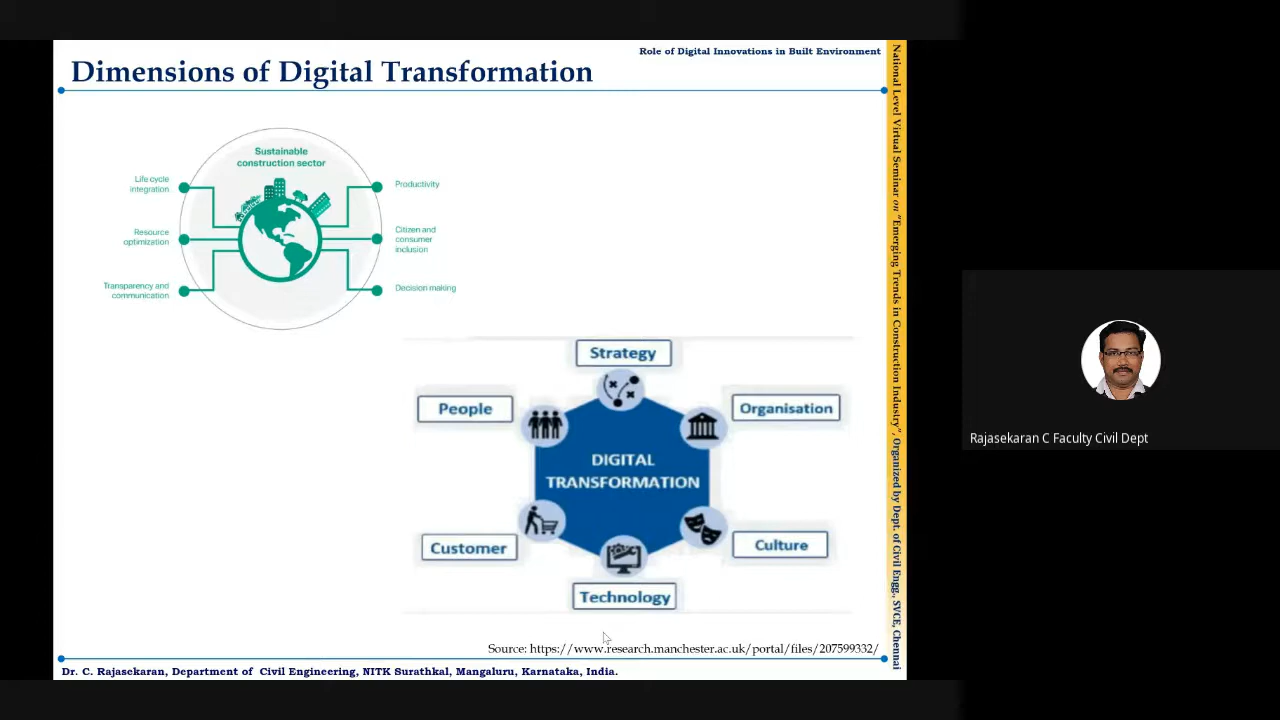 Role of Digital Innovations in Built Environment
Dimensions of Digital Transformation
Sustainable
construction sector
Life cycle
integration
Resource
optimization
Transparency and
communication
Productivity
Citizen and
consumer
inclusion
Decision making
Strategy
People
Organisation
DIGITAL
TRANSFORMATION
Customer
Culture
Technology
Source: https://www.research.manchester.ac.uk/portal/files/207599332/
Dr. C. Rajasekaran, Department of Civil Engineering, NITK Surathkal, Mangaluru, Karnataka, India.
National Level Virtual Seminar on "Emerging Trends in Construction Industry", Organized by Dept. of Civil Engg., SVCE, Chennai
Rajasekaran C Faculty Civil Dept